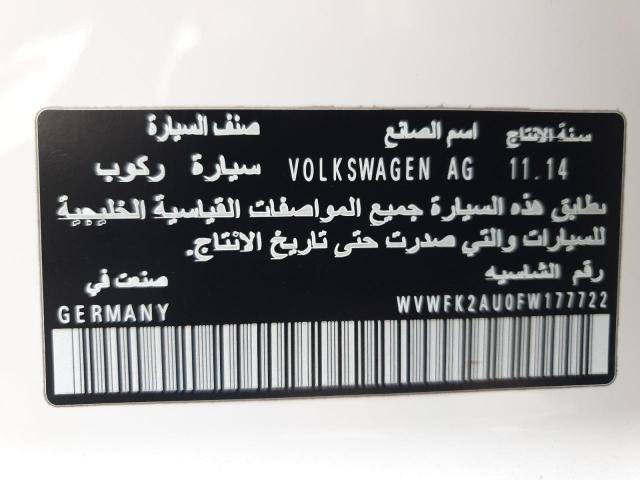 سنة الانتاج اسم الصانع صنف السيارة
11.14 VOLKSWAGEN AG سيارة ركوب
تطابق هذه السيارة جميع المواصفات القياسية الخليجية
للسيارات والتي صدرت حتى تاريخ الانتاج.
رقم الشاسيه صنعت في
WVWFK2AU0FW177722 GERMANY